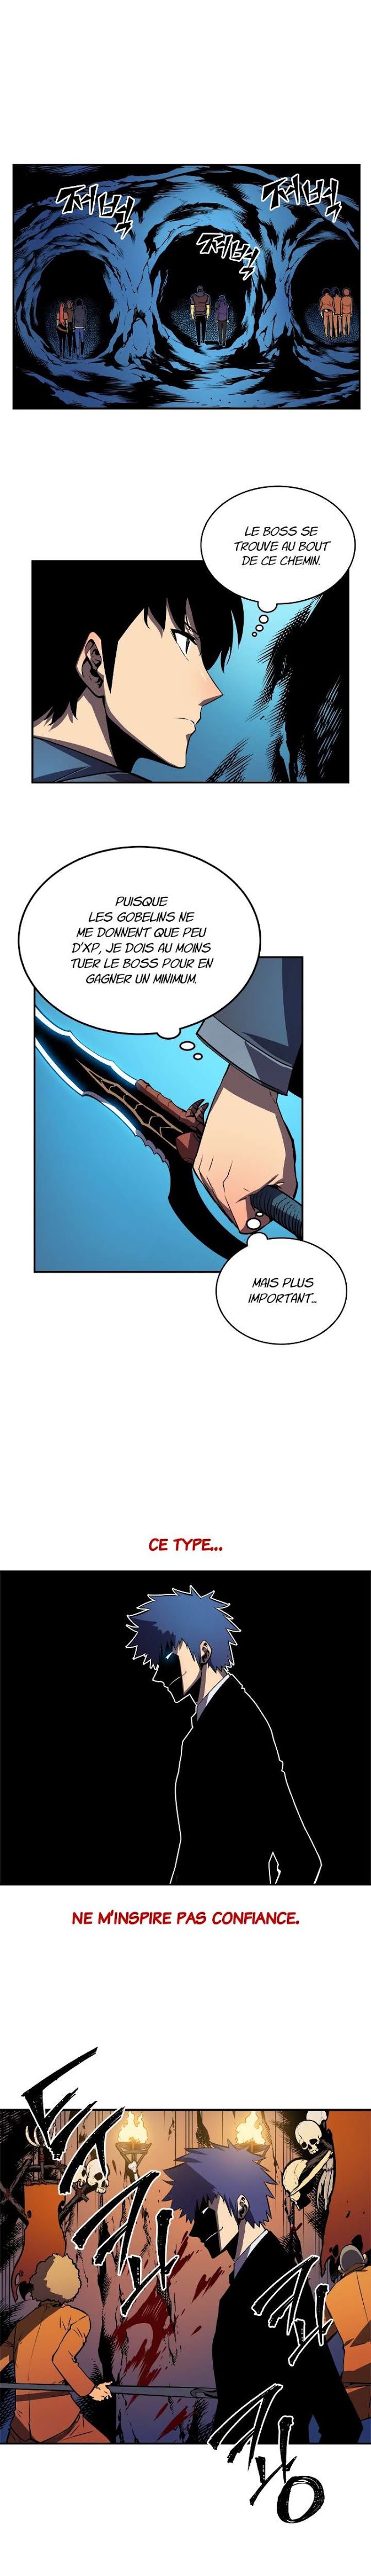 저벅
저벅
저벅
LE BOSS SE
TROUVE AU BOUT
DE CE CHEMIN.
PUISQUE
LES GOBELINS NE
ME DONNENT QUE PEU
D'XP, JE DOIS AU MOINS
TUER LE BOSS POUR EN
GAGNER UN MINIMUM.
MAIS PLUS
IMPORTANT...
CE TYPE...
NE M'INSPIRE PAS CONFIANCE.